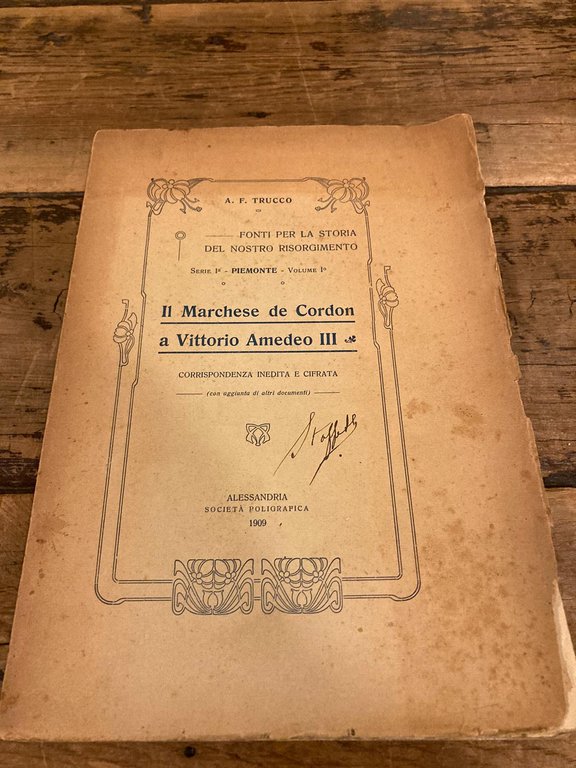 A. F. TRUCCO
FONTI PER LA STORIA
DEL NOSTRO RISORGIMENTO
SERIE Iª - PIEMONTE - VOLUME Iº
Il Marchese de Cordon
a Vittorio Amedeo III
CORRISPONDENZA INEDITA E CIFRATA
(con aggiunta di altri documenti)
ALESSANDRIA
SOCIETÀ POLIGRAFICA
1909